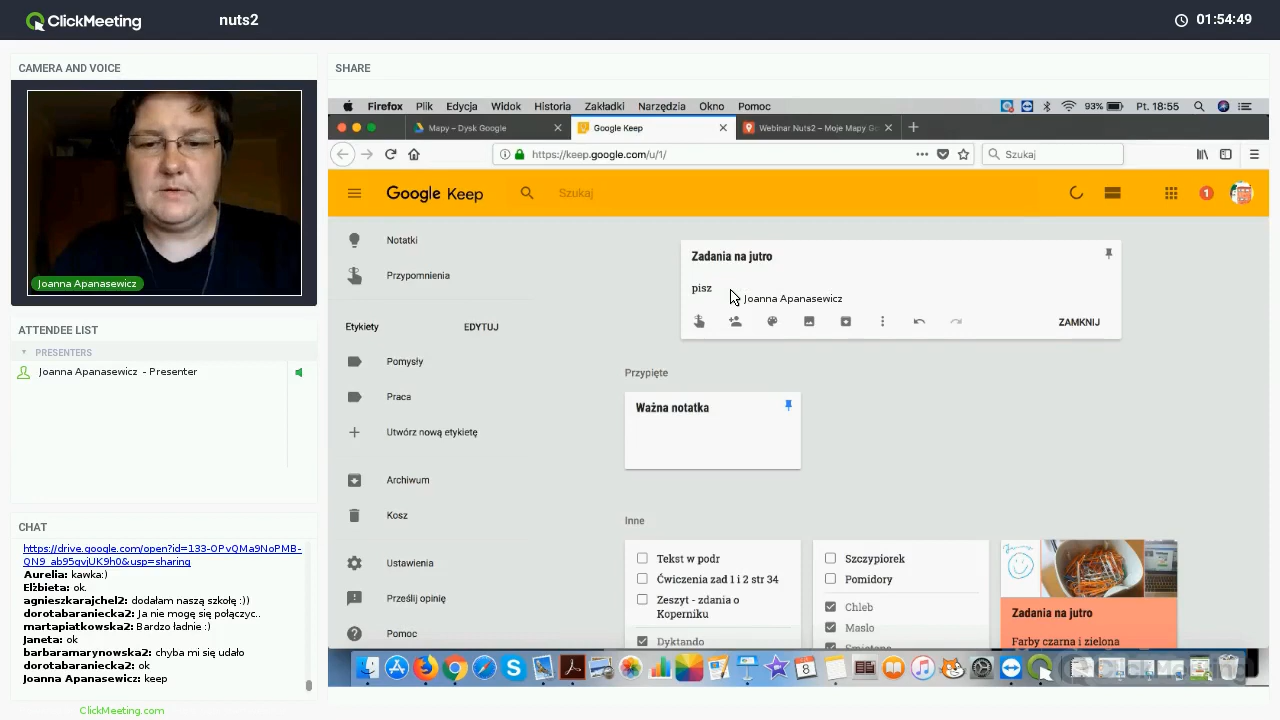 ClickMeeting
nuts2
01:54:49
CAMERA AND VOICE
Joanna Apanasewicz
ATTENDEE LIST
PRESENTERS
Joanna Apanasewicz - Presenter
CHAT
https://drive.google.com/open?id=133-OPvQMa9NoPMB-
QN9_ab95gvjUK9h0&usp=sharing
Aurelia: kawka:)
Elżbieta: ok.
agnieszkarajchel2: dodałam naszą szkołę :))
dorotabaraniecka2: Ja nie mogę się połączyc..
martapiatkowska2: Bardzo ładnie :)
Janeta: ok
barbaramarynowska2: chyba mi się udało
dorotabaraniecka2: ok
Joanna Apanasewicz: keep
ClickMeeting.com
SHARE
Firefox Plik Edycja Widok Historia Zakładki Narzędzia Okno Pomoc 93% Pt. 18:55
Mapy – Dysk Google
Google Keep
Webinar Nuts2 – Moje Mapy Go
https://keep.google.com/u/1/
Szukaj
Google Keep
Szukaj
1
Notatki
Przypomnienia
Etykiety EDYTUJ
Pomysły
Praca
Utwórz nową etykietę
Archiwum
Kosz
Ustawienia
Prześlij opinię
Pomoc
Zadania na jutro
pisz
Joanna Apanasewicz
ZAMKNIJ
Przypięte
Ważna notatka
Inne
Tekst w podr
Ćwiczenia zad 1 i 2 str 34
Zeszyt - zdania o
Koperniku
Dyktando
Szczypiorek
Pomidory
Chleb
Masło
Zadania na jutro
Farby czarna i zielona
8